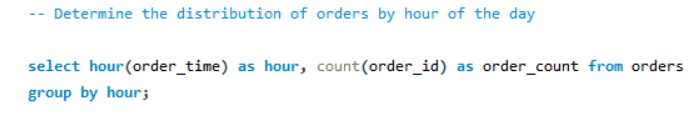 -- Determine the distribution of orders by hour of the day
select hour(order_time) as hour, count(order_id) as order_count from orders
group by hour;